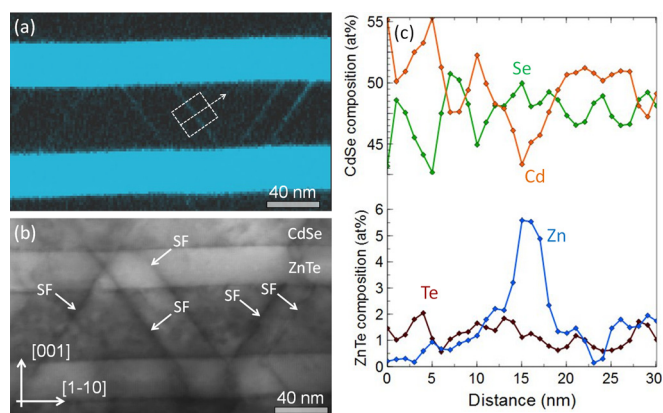 (a)
40 nm
(b)
SF
CdSe
ZnTe
SF
SF
SF
SF
[001]
[1-10]
40 nm
(c)
55
50
45
CdSe composition (at%)
Se
Cd
6
5
4
3
2
1
0
ZnTe composition (at%)
Zn
Te
0 5 10 15 20 25 30
Distance (nm)